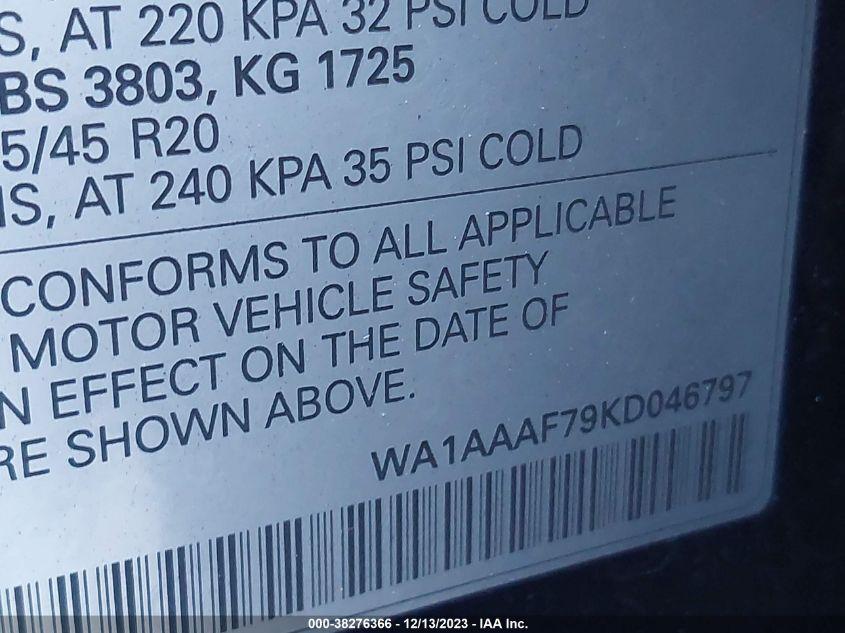 S, AT 220 KPA 32 PSI COLD
BS 3803, KG 1725
5/45 R20
IS, AT 240 KPA 35 PSI COLD
CONFORMS TO ALL APPLICABLE
MOTOR VEHICLE SAFETY
N EFFECT ON THE DATE OF
RE SHOWN ABOVE.
WA1AAAF79KD046797
000-38276366 - 12/13/2023 - IAA Inc.